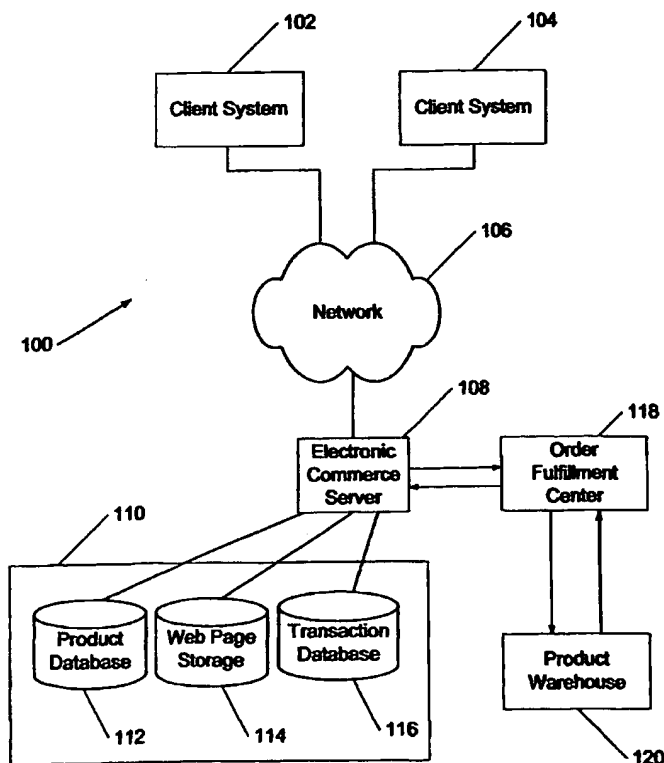 102
104
Client System
Client System
106
Network
100
108
118
Electronic
Commerce
Server
Order
Fulfillment
Center
110
Product
Database
Web Page
Storage
Transaction
Database
Product
Warehouse
112
114
116
120